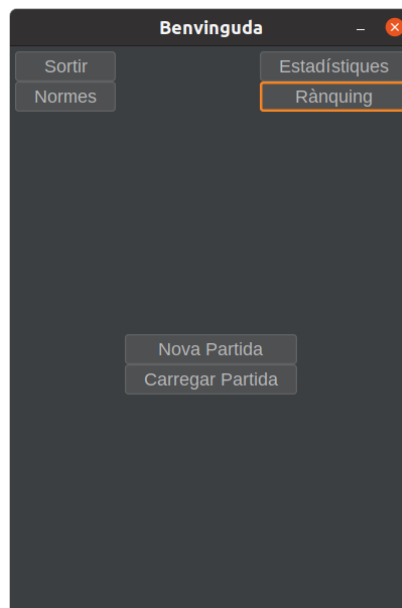 Benvinguda
Sortir
Estadístiques
Normes
Rànquing
Nova Partida
Carregar Partida